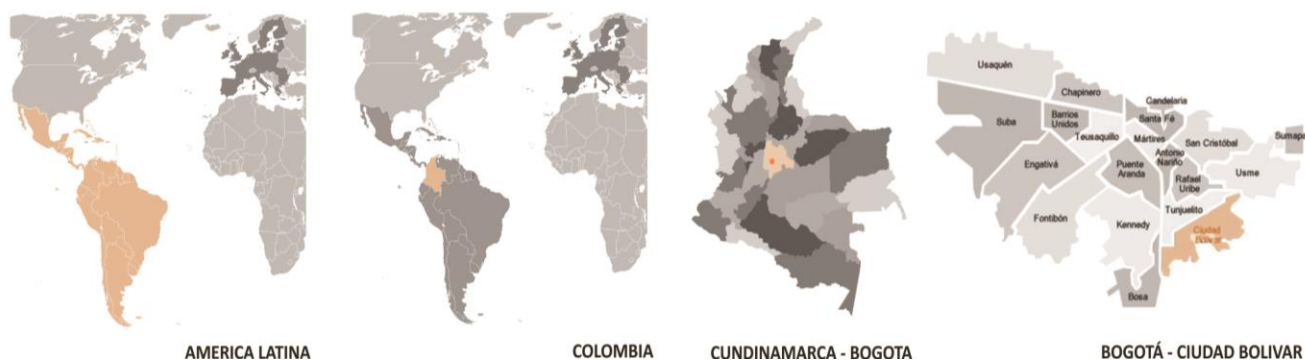 Usaquén
Chapinero
Candelaria
Santa Fé
Barrios
Unidos
Suba
Teusaquillo
Mártires
San Cristóbal
Sumapa
Antonio
Nariño
Engativá
Puente
Aranda
Rafael
Uribe
Usme
Fontibón
Kennedy
Tunjuelito
Ciudad
Bolívar
Bosa
AMERICA LATINA
COLOMBIA
CUNDINAMARCA - BOGOTA
BOGOTÁ - CIUDAD BOLIVAR